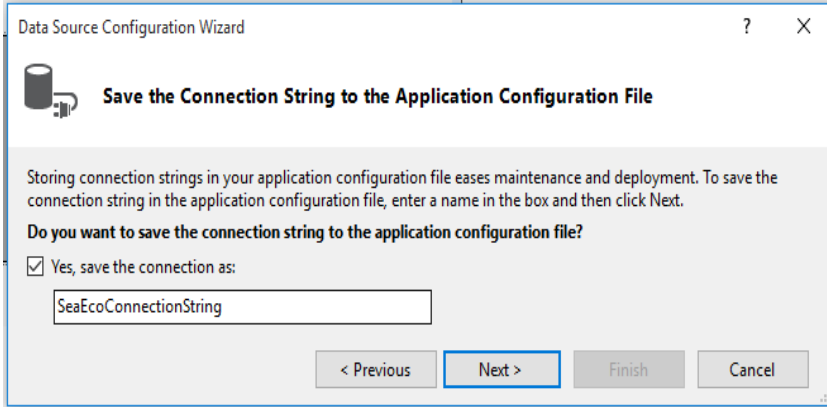 Data Source Configuration Wizard
?
X
Save the Connection String to the Application Configuration File
Storing connection strings in your application configuration file eases maintenance and deployment. To save the
connection string in the application configuration file, enter a name in the box and then click Next.
Do you want to save the connection string to the application configuration file?
Yes, save the connection as:
SeaEcoConnectionString
< Previous
Next >
Finish
Cancel